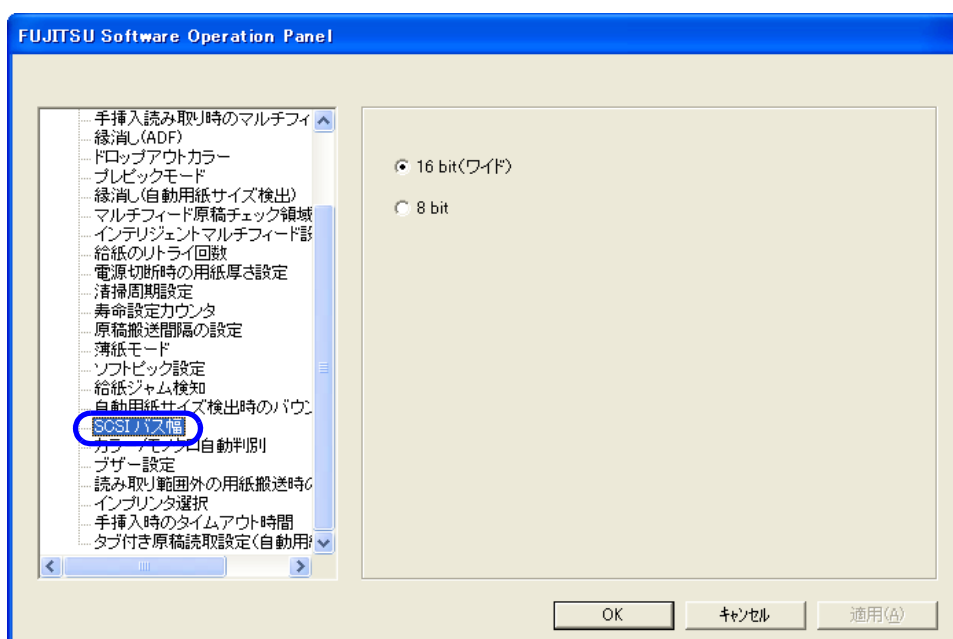 FUJITSU Software Operation Panel
手挿入読み取り時のマルチフィ
縁消し(ADF)
ドロップアウトカラー
プレピックモード
縁消し(自動用紙サイズ検出)
マルチフィード原稿チェック領域
インテリジェントマルチフィード設
給紙のリトライ回数
電源切断時の用紙厚さ設定
清掃周期設定
寿命設定カウンタ
原稿搬送間隔の設定
薄紙モード
ソフトピック設定
給紙ジャム検知
自動用紙サイズ検出時のバウン
SCSI バス幅
カラー/モノクロ自動判別
ブザー設定
読み取り範囲外の用紙搬送時の
インプリンタ選択
手挿入時のタイムアウト時間
タブ付き原稿読取設定(自動用紙
16 bit(ワイド)
8 bit
OK
キャンセル
適用(A)